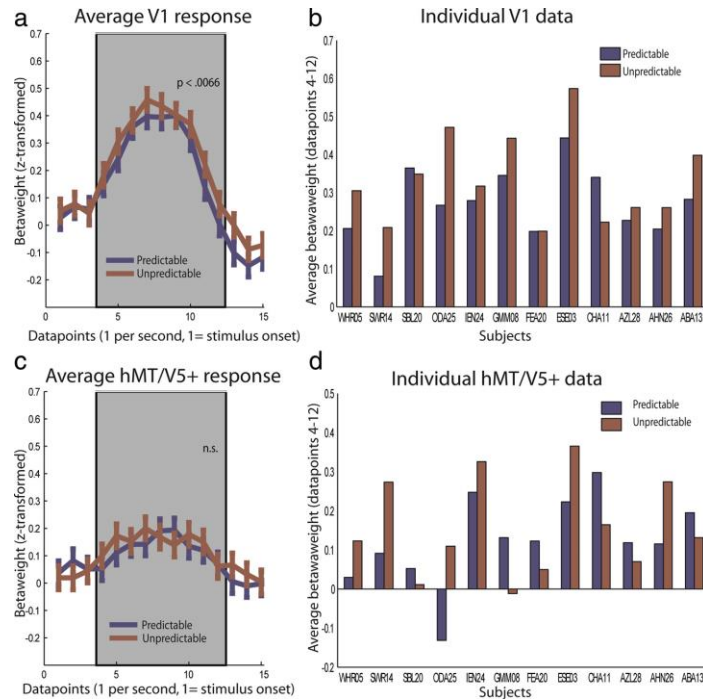 a
Average V1 response
0.7
0.6
0.5
0.4
0.3
0.2
0.1
0
-0.1
-0.2
Betaweight (z-transformed)
p < .0066
Predictable
Unpredictable
0 5 10 15
Datapoints (1 per second, 1= stimulus onset)
b
Individual V1 data
0.7
0.6
0.5
0.4
0.3
0.2
0.1
0
Average betawaweight (datapoints 4-12)
Predictable
Unpredictable
WHR05 SWR14 SBL20 ODA25 IEN24 GMM08 FEA20 ESE03 CHA11 AZL28 AHN26 ABA13
Subjects
c
Average hMT/V5+ response
0.7
0.6
0.5
0.4
0.3
0.2
0.1
0
-0.1
-0.2
Betaweight (z-transformed)
n.s.
Predictable
Unpredictable
0 5 10 15
Datapoints (1 per second, 1= stimulus onset)
d
Individual hMT/V5+ data
0.5
0.4
0.3
0.2
0.1
0
-0.1
-0.2
Average betawaweight (datapoints 4-12)
Predictable
Unpredictable
WHR05 SWR14 SBL20 ODA25 IEN24 GMM08 FEA20 ESE03 CHA11 AZL28 AHN26 ABA13
Subjects